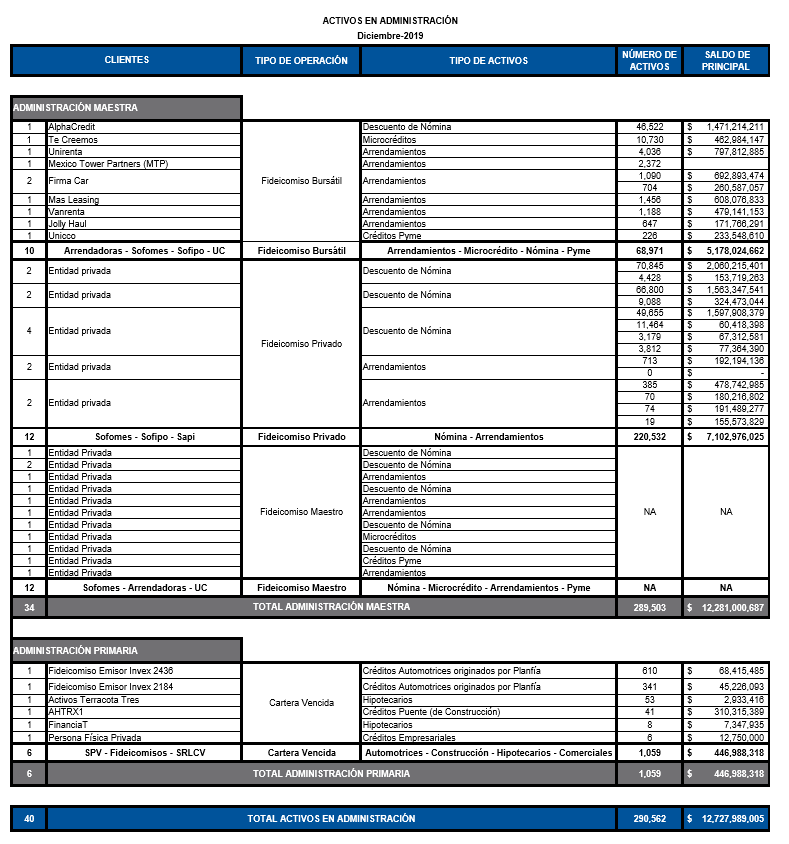 ACTIVOS EN ADMINISTRACIÓN
Diciembre-2019
CLIENTES TIPO DE OPERACIÓN TIPO DE ACTIVOS NÚMERO DE ACTIVOS SALDO DE PRINCIPAL
ADMINISTRACIÓN MAESTRA
1 AlphaCredit Descuento de Nómina 46,522 $ 1,471,214,211
1 Te Creemos Microcréditos 10,730 $ 462,984,147
1 Unirenta Arrendamientos 4,036 $ 797,812,885
1 Mexico Tower Partners (MTP) Arrendamientos 2,372
2 Firma Car Fideicomiso Bursátil Arrendamientos 1,090 $ 692,893,474
704 $ 260,587,057
1 Mas Leasing Arrendamientos 1,456 $ 608,076,833
1 Vanrenta Arrendamientos 1,188 $ 479,141,153
1 Jolly Haul Arrendamientos 647 $ 171,766,291
1 Unicco Créditos Pyme 226 $ 233,548,610
10 Arrendadoras - Sofomes - Sofipo - UC Fideicomiso Bursátil Arrendamientos - Microcrédito - Nómina - Pyme 68,971 $ 5,178,024,662
2 Entidad privada Descuento de Nómina 70,845 $ 2,060,215,401
4,428 $ 153,719,263
2 Entidad privada Descuento de Nómina 66,800 $ 1,563,347,541
9,088 $ 324,473,044
4 Entidad privada Fideicomiso Privado Descuento de Nómina 49,655 $ 1,597,908,379
11,464 $ 60,418,398
3,179 $ 67,312,581
3,812 $ 77,364,390
2 Entidad privada Arrendamientos 713 $ 192,194,136
0 $ -
2 Entidad privada Arrendamientos 385 $ 478,742,985
70 $ 180,216,802
74 $ 191,489,277
19 $ 155,573,829
12 Sofomes - Sofipo - Sapi Fideicomiso Privado Nómina - Arrendamientos 220,532 $ 7,102,976,025
1 Entidad Privada Descuento de Nómina
2 Entidad Privada Descuento de Nómina
1 Entidad Privada Arrendamientos
1 Entidad Privada Descuento de Nómina
1 Entidad Privada Arrendamientos
1 Entidad Privada Fideicomiso Maestro Arrendamientos NA NA
1 Entidad Privada Descuento de Nómina
1 Entidad Privada Microcréditos
1 Entidad Privada Descuento de Nómina
1 Entidad Privada Créditos Pyme
1 Entidad Privada Arrendamientos
12 Sofomes - Arrendadoras - UC Fideicomiso Maestro Nómina - Microcrédito - Arrendamientos - Pyme NA NA
34 TOTAL ADMINISTRACIÓN MAESTRA 289,503 $ 12,281,000,687
ADMINISTRACIÓN PRIMARIA
1 Fideicomiso Emisor Invex 2436 Créditos Automotrices originados por Planfía 610 $ 68,415,485
1 Fideicomiso Emisor Invex 2184 Créditos Automotrices originados por Planfía 341 $ 45,226,093
1 Activos Terracota Tres Cartera Vencida Hipotecarios 53 $ 2,933,416
1 AHTRX1 Créditos Puente (de Construcción) 41 $ 310,315,389
1 FinanciaT Hipotecarios 8 $ 7,347,935
1 Persona Física Privada Créditos Empresariales 6 $ 12,750,000
6 SPV - Fideicomisos - SRLCV Cartera Vencida Automotrices - Construcción - Hipotecarios - Comerciales 1,059 $ 446,988,318
6 TOTAL ADMINISTRACIÓN PRIMARIA 1,059 $ 446,988,318
40 TOTAL ACTIVOS EN ADMINISTRACIÓN 290,562 $ 12,727,989,005